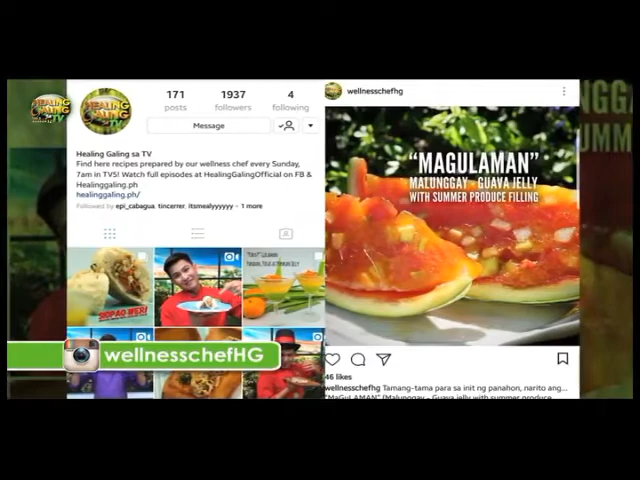 HEALING
GALING
SA TV
HEALING
GALING
SA TV
171
posts
1937
followers
4
following
Message
Healing Galing sa TV
Find here recipes prepared by our wellness chef every Sunday,
7am in TV5! Watch full episodes at HealingGalingOfficial on FB &
Healinggaling.ph
healinggaling.ph/
Followed by epi_cabagua, tincerrer, itsmealyyyyyy + 1 more
SIOPAO-MER!
wellnesschefHG
wellnesschefhg
"MAGULAMAN"
MALUNGGAY - GUAVA JELLY
WITH SUMMER PRODUCE FILLING
46 likes
wellnesschefhg Tamang-tama para sa init ng panahon, narito ang...
"MaGuLAMAN" (Malunggay - Guava jelly with summer produce